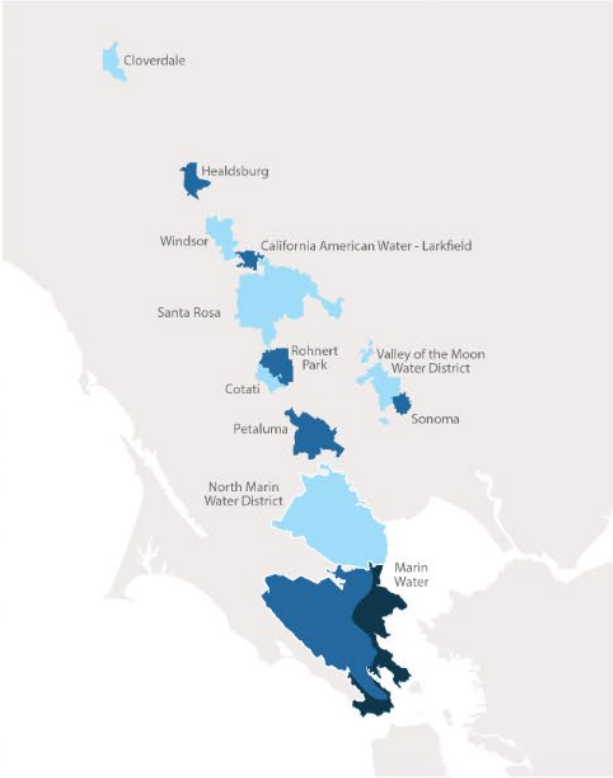 Cloverdale
Healdsburg
Windsor
California American Water - Larkfield
Santa Rosa
Rohnert
Park
Valley of the Moon
Water District
Cotati
Sonoma
Petaluma
North Marin
Water District
Marin
Water